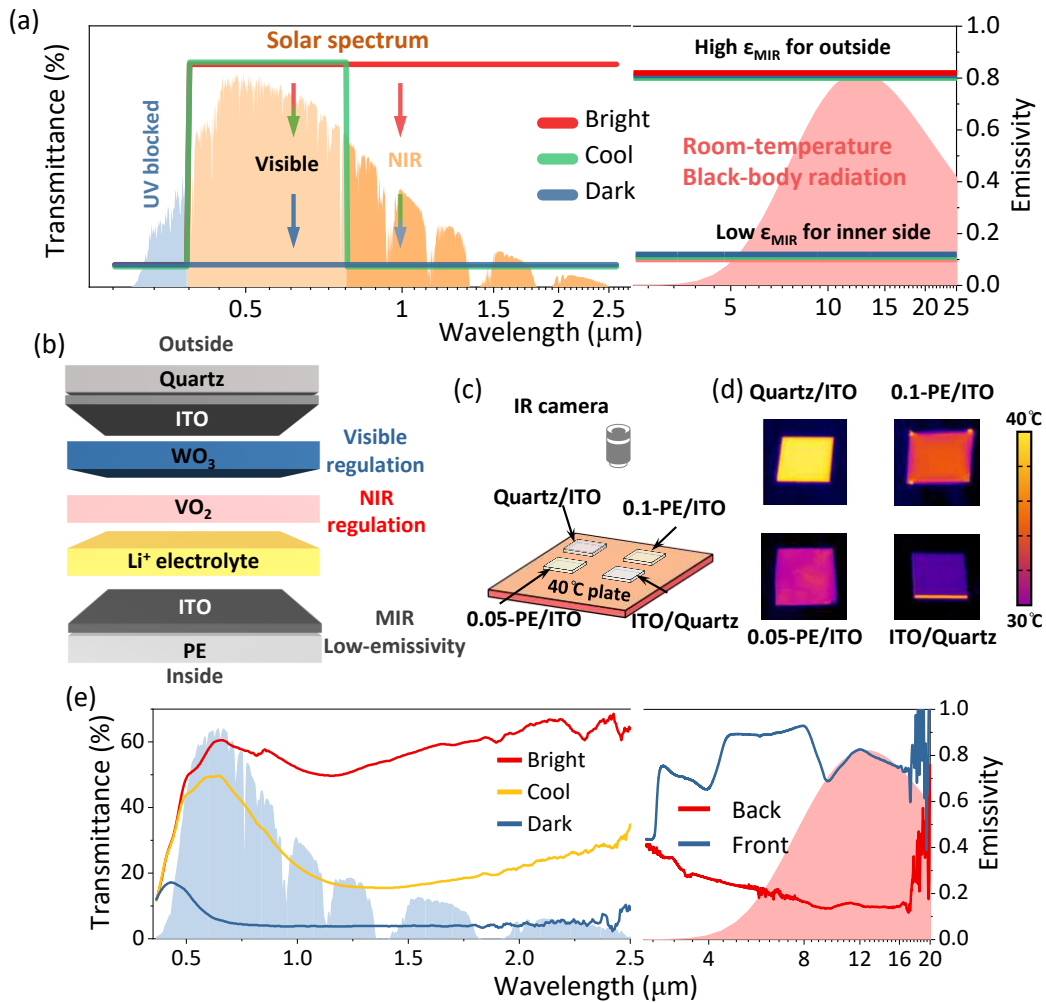 (a)
Solar spectrum
Transmittance (%)
UV blocked
Visible
NIR
Bright
Cool
Dark
High ε_MIR for outside
Room-temperature
Black-body radiation
Low ε_MIR for inner side
1.0
0.8
0.6
0.4
0.2
0.0
Emissivity
0.5 1 1.5 2 2.5 5 10 15 20 25
Wavelength (μm)
(b)
Outside
Quartz
ITO
WO₃
Visible
regulation
VO₂
NIR
regulation
Li⁺ electrolyte
ITO
MIR
Low-emissivity
PE
Inside
(c)
IR camera
Quartz/ITO
0.1-PE/ITO
40℃ plate
0.05-PE/ITO
ITO/Quartz
(d)
Quartz/ITO
0.1-PE/ITO
40℃
30℃
0.05-PE/ITO
ITO/Quartz
(e)
Transmittance (%)
60
40
20
0
Bright
Cool
Dark
Back
Front
1.0
0.8
0.6
0.4
0.2
0.0
Emissivity
0.5 1.0 1.5 2.0 2.5 4 8 12 16 20
Wavelength (μm)